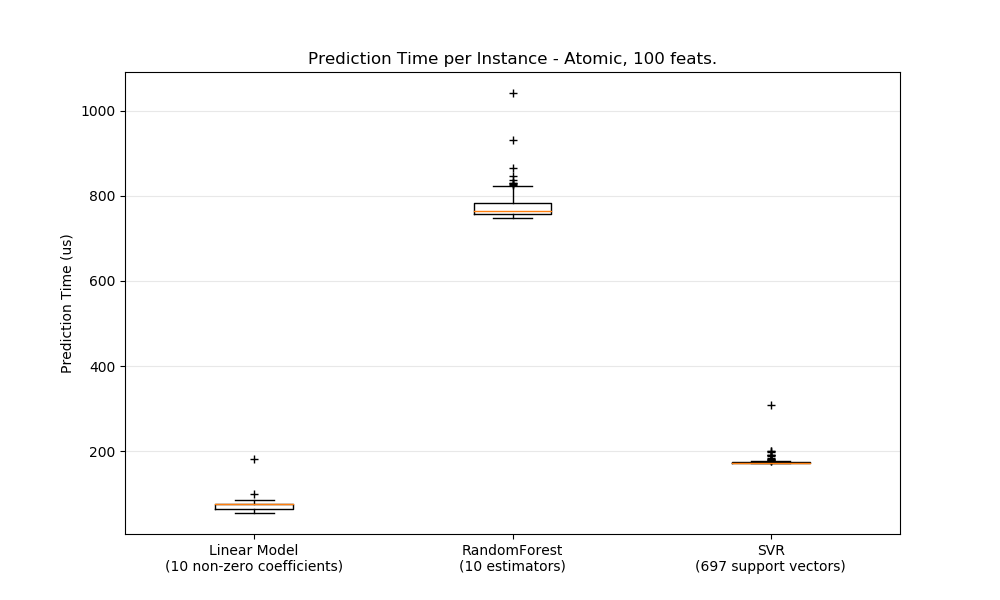 Prediction Time per Instance - Atomic, 100 feats.
1000
800
600
400
200
Prediction Time (us)
Linear Model
(10 non-zero coefficients)
RandomForest
(10 estimators)
SVR
(697 support vectors)